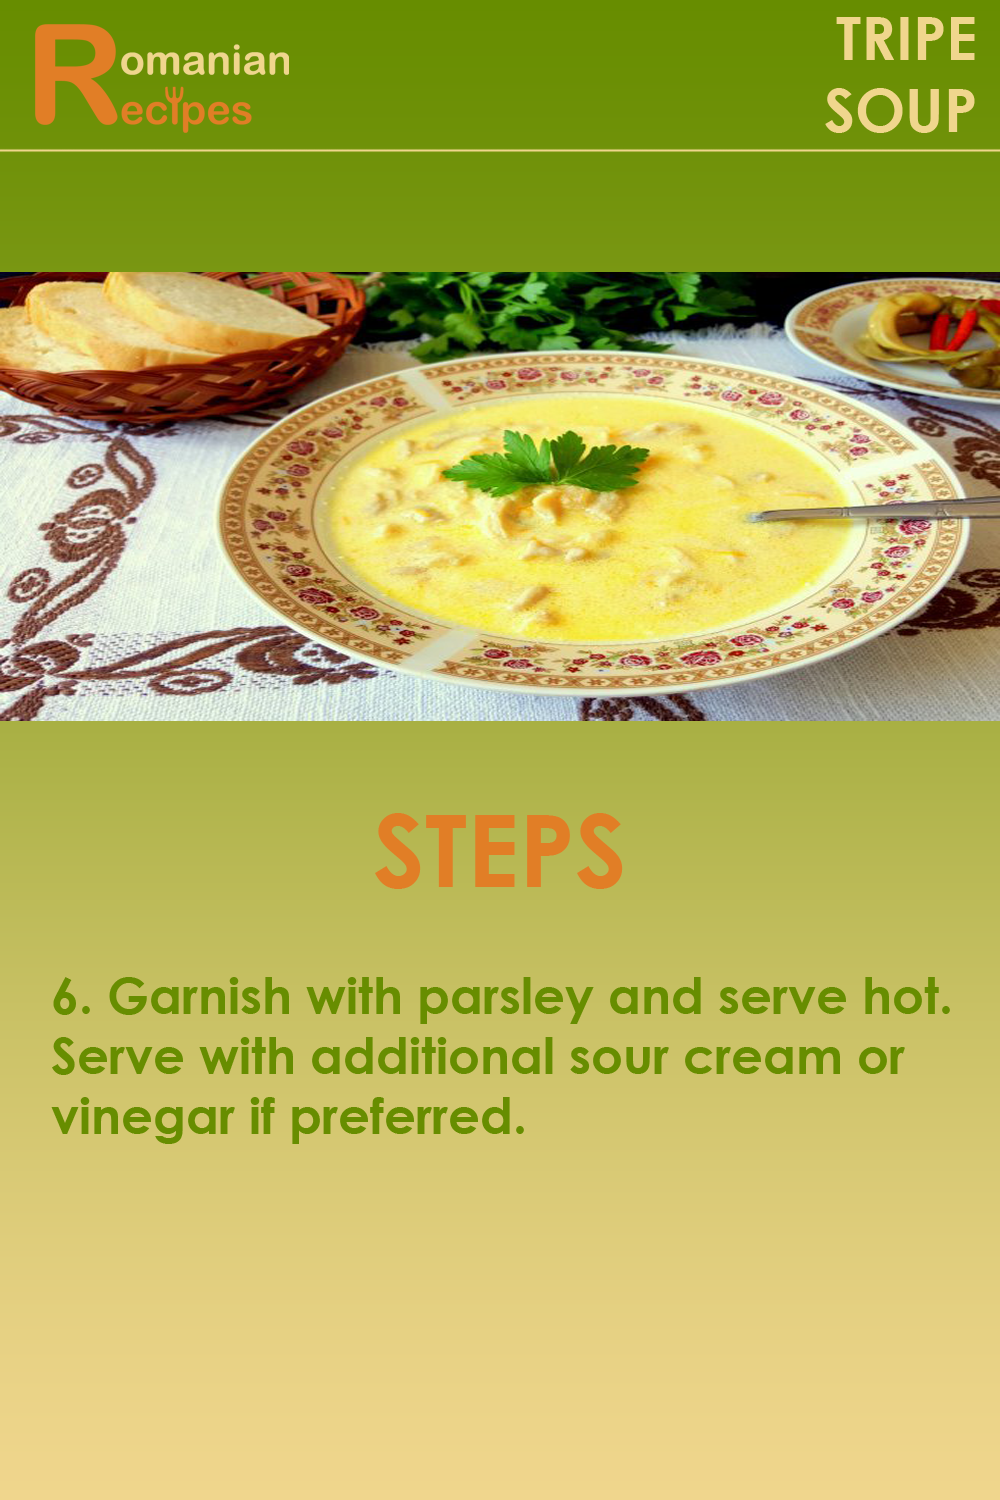 Romanian
Recipes
TRIPE
SOUP
STEPS
6. Garnish with parsley and serve hot.
Serve with additional sour cream or
vinegar if preferred.